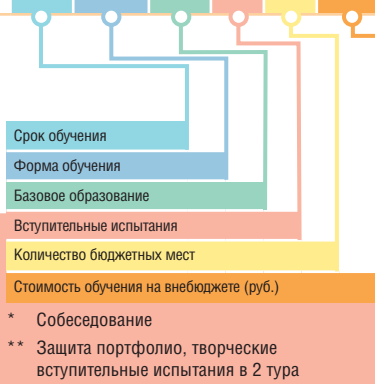 Срок обучения
Форма обучения
Базовое образование
Вступительные испытания
Количество бюджетных мест
Стоимость обучения на внебюджете (руб.)
* Собеседование
** Защита портфолио, творческие
вступительные испытания в 2 тура